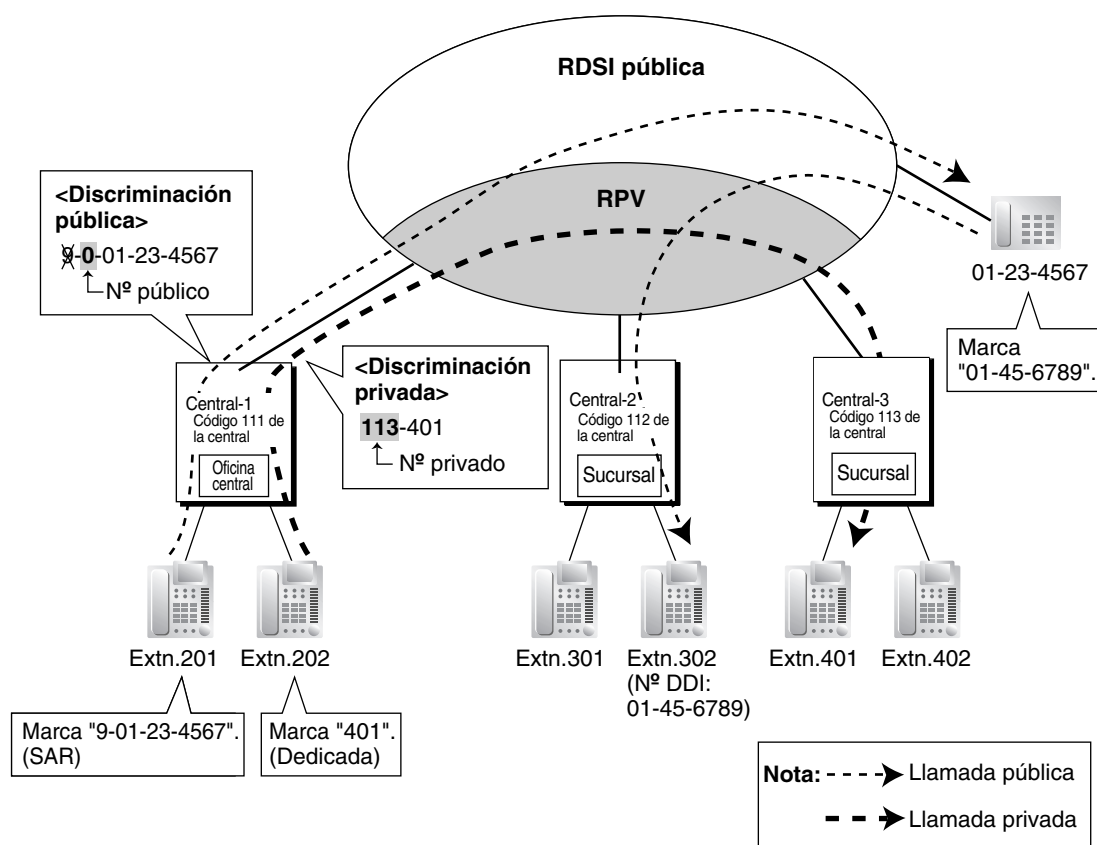 RDSI pública
RPV
<Discriminación
pública>
9-0-01-23-4567
Nº público
01-23-4567
Marca
"01-45-6789".
<Discriminación
privada>
113-401
Nº privado
Central-1
Código 111 de
la central
Oficina
central
Central-2
Código 112 de
la central
Sucursal
Central-3
Código 113 de
la central
Sucursal
Extn.201
Extn.202
Extn.301
Extn.302
(Nº DDI:
01-45-6789)
Extn.401
Extn.402
Marca "9-01-23-4567".
(SAR)
Marca "401".
(Dedicada)
Nota:
Llamada pública
Llamada privada